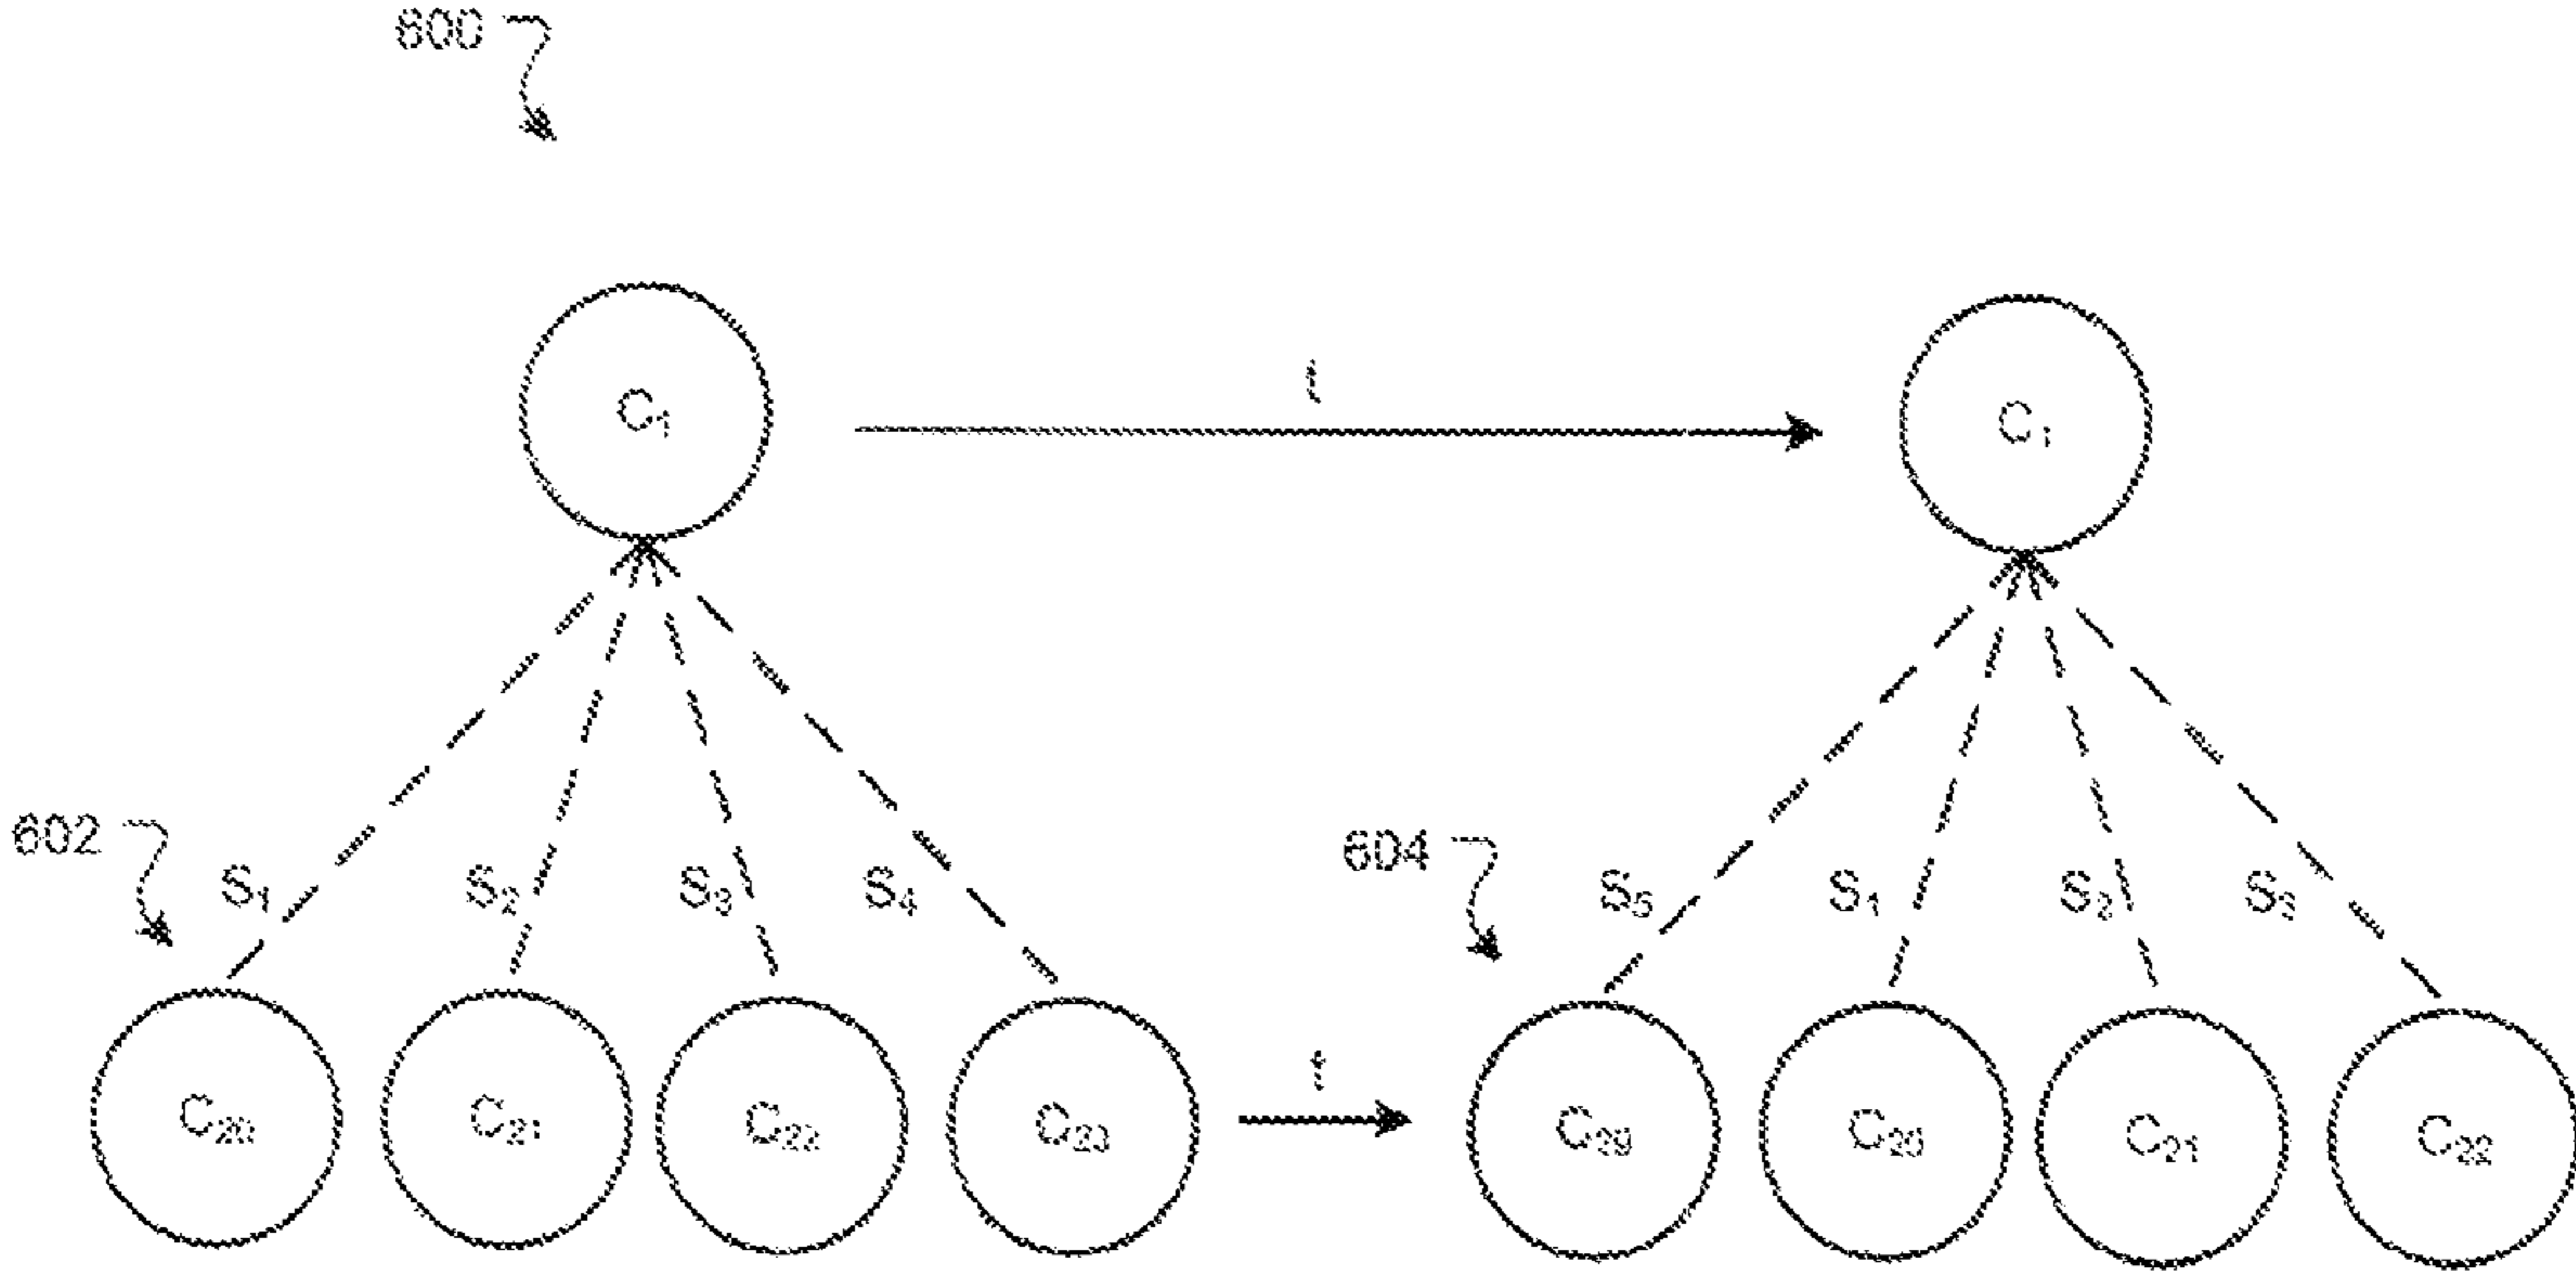 600
C₁
t
C₁
602
S₁ S₂ S₃ S₄
604
S₅ S₁ S₂ S₃
C₂₀ C₂₁ C₂₂ C₂₃
t
C₂₉ C₂₀ C₂₁ C₂₂